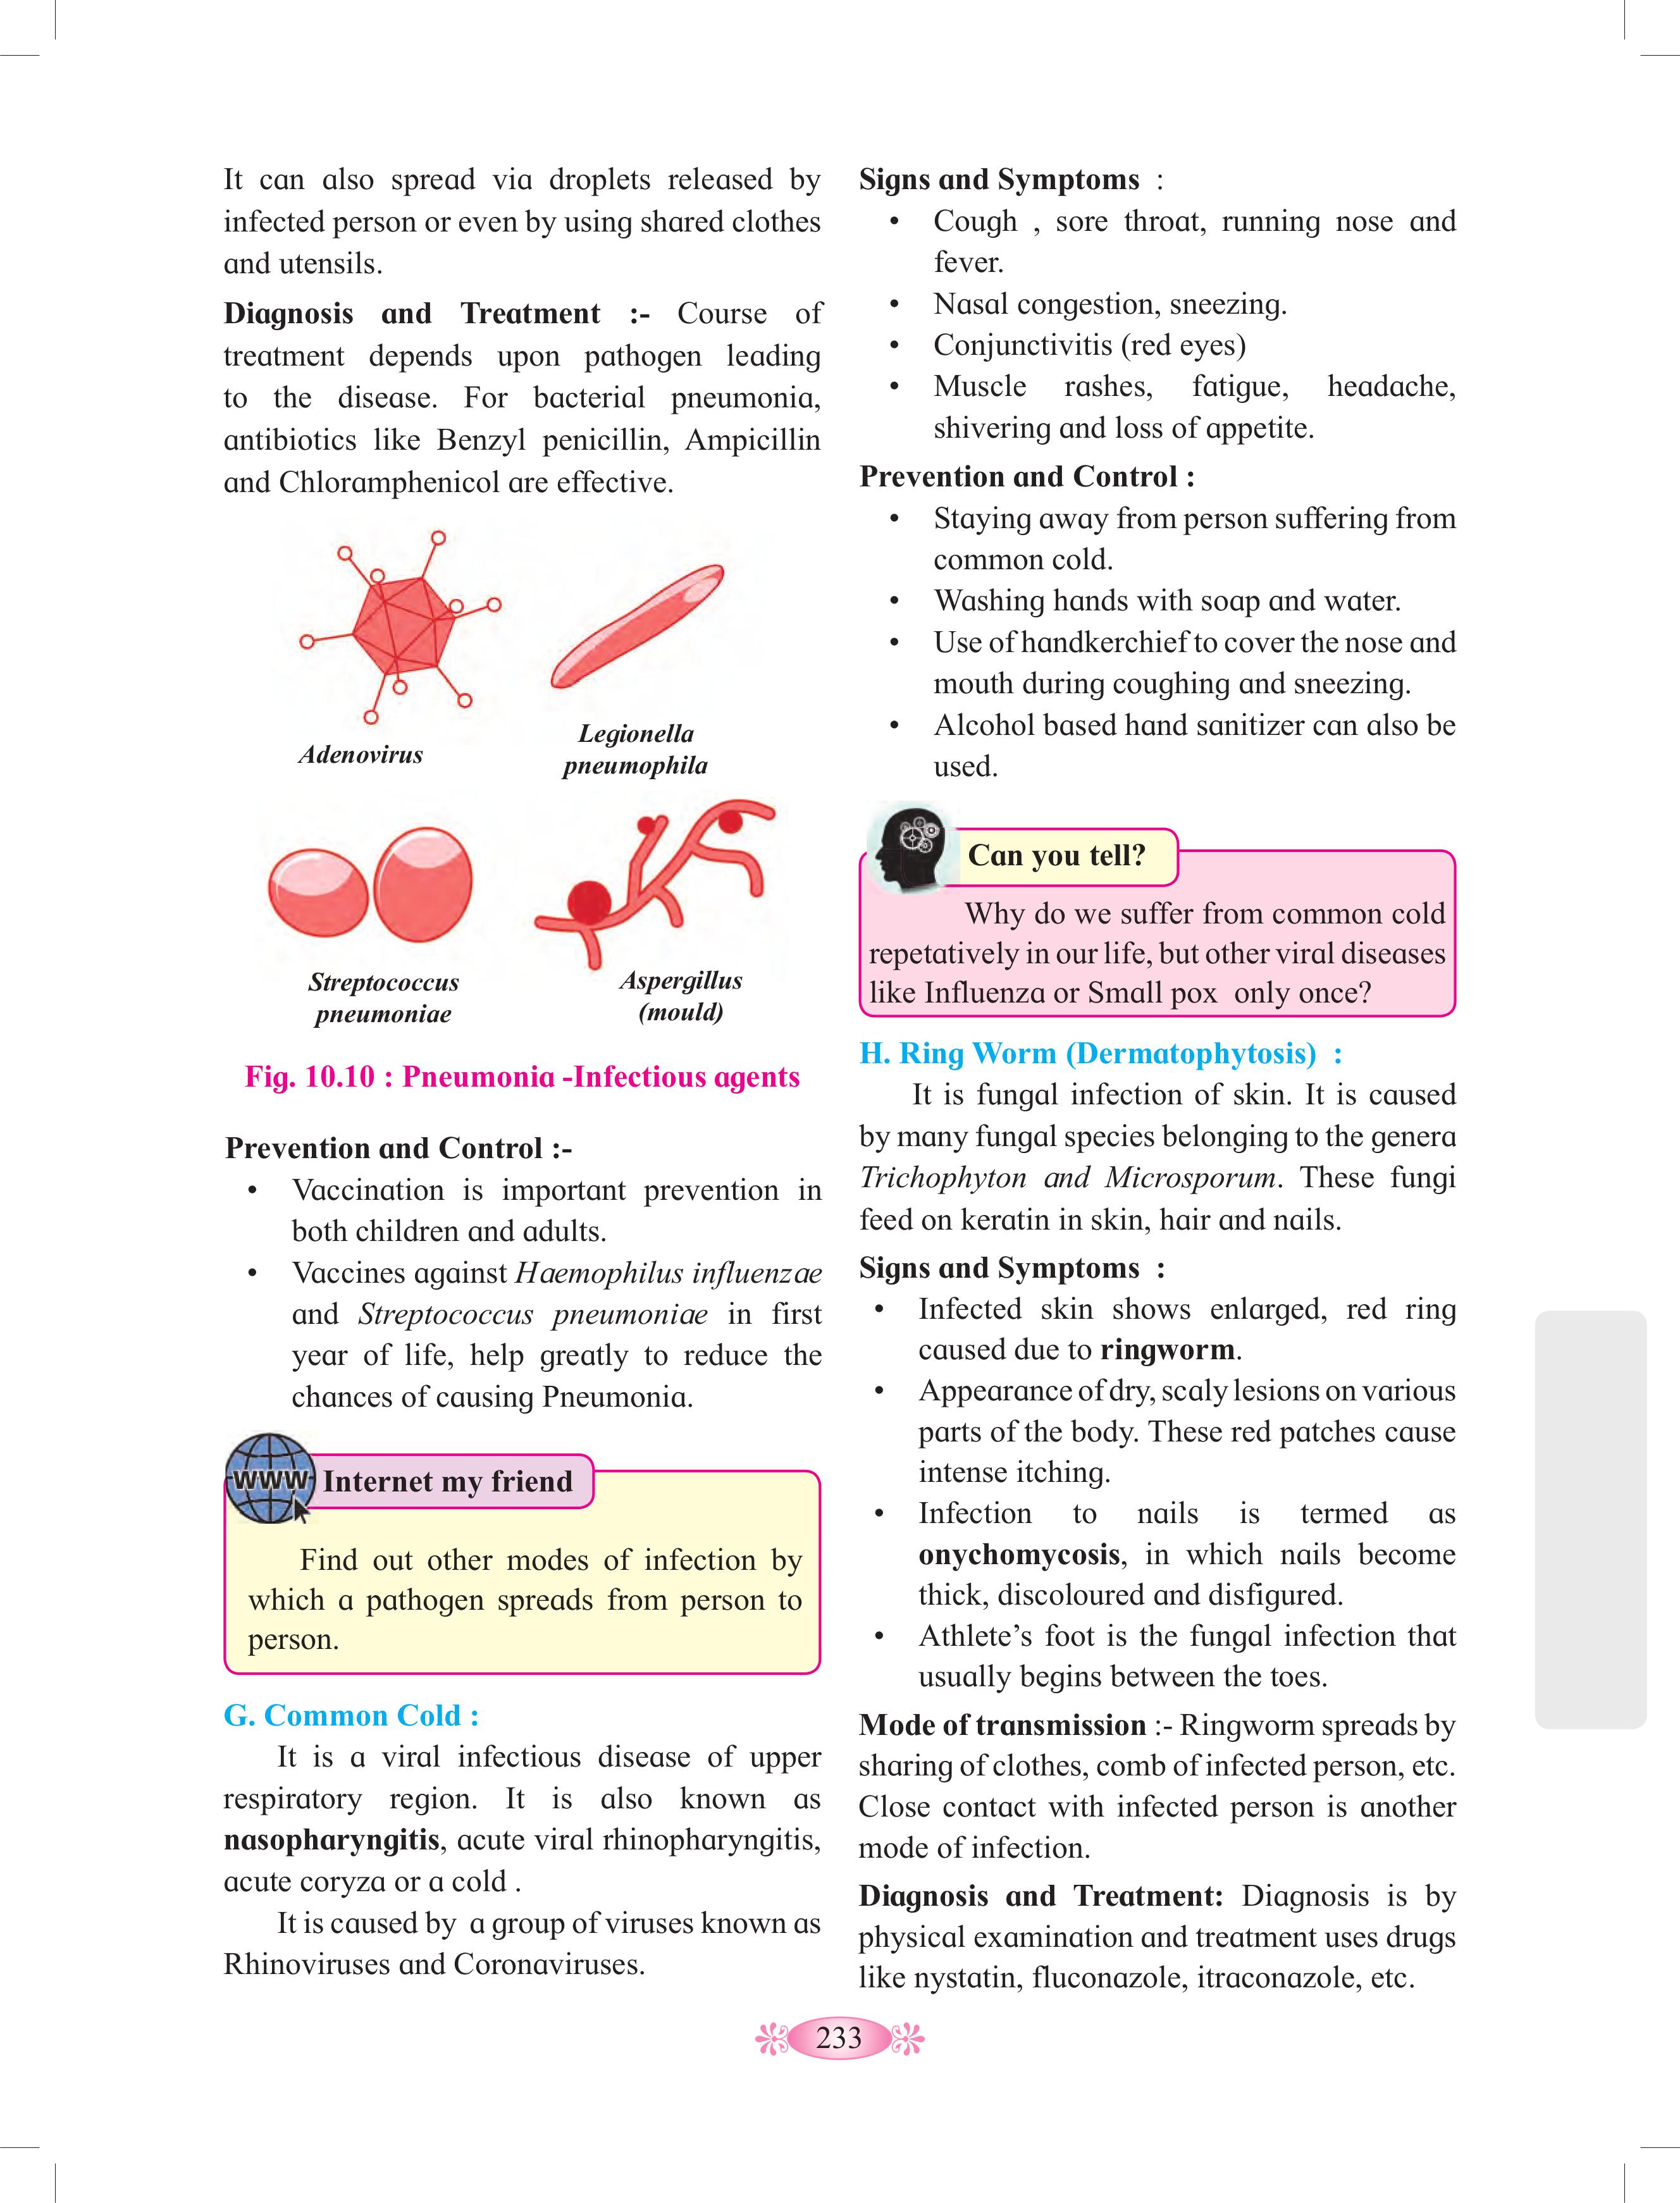 It can also spread via droplets released by
infected person or even by using shared clothes
and utensils.
Diagnosis and Treatment :- Course of
treatment depends upon pathogen leading
to the disease. For bacterial pneumonia,
antibiotics like Benzyl penicillin, Ampicillin
and Chloramphenicol are effective.
Adenovirus
Legionella
pneumophila
Streptococcus
pneumoniae
Aspergillus
(mould)
Fig. 10.10 : Pneumonia -Infectious agents
Prevention and Control :-
• Vaccination is important prevention in
both children and adults.
• Vaccines against Haemophilus influenzae
and Streptococcus pneumoniae in first
year of life, help greatly to reduce the
chances of causing Pneumonia.
WWW Internet my friend
Find out other modes of infection by
which a pathogen spreads from person to
person.
G. Common Cold :
It is a viral infectious disease of upper
respiratory region. It is also known as
nasopharyngitis, acute viral rhinopharyngitis,
acute coryza or a cold .
It is caused by a group of viruses known as
Rhinoviruses and Coronaviruses.
Signs and Symptoms :
• Cough , sore throat, running nose and
fever.
• Nasal congestion, sneezing.
• Conjunctivitis (red eyes)
• Muscle rashes, fatigue, headache,
shivering and loss of appetite.
Prevention and Control :
• Staying away from person suffering from
common cold.
• Washing hands with soap and water.
• Use of handkerchief to cover the nose and
mouth during coughing and sneezing.
• Alcohol based hand sanitizer can also be
used.
Can you tell?
Why do we suffer from common cold
repetatively in our life, but other viral diseases
like Influenza or Small pox only once?
H. Ring Worm (Dermatophytosis) :
It is fungal infection of skin. It is caused
by many fungal species belonging to the genera
Trichophyton and Microsporum. These fungi
feed on keratin in skin, hair and nails.
Signs and Symptoms :
• Infected skin shows enlarged, red ring
caused due to ringworm.
• Appearance of dry, scaly lesions on various
parts of the body. These red patches cause
intense itching.
• Infection to nails is termed as
onychomycosis, in which nails become
thick, discoloured and disfigured.
• Athlete’s foot is the fungal infection that
usually begins between the toes.
Mode of transmission :- Ringworm spreads by
sharing of clothes, comb of infected person, etc.
Close contact with infected person is another
mode of infection.
Diagnosis and Treatment: Diagnosis is by
physical examination and treatment uses drugs
like nystatin, fluconazole, itraconazole, etc.
233